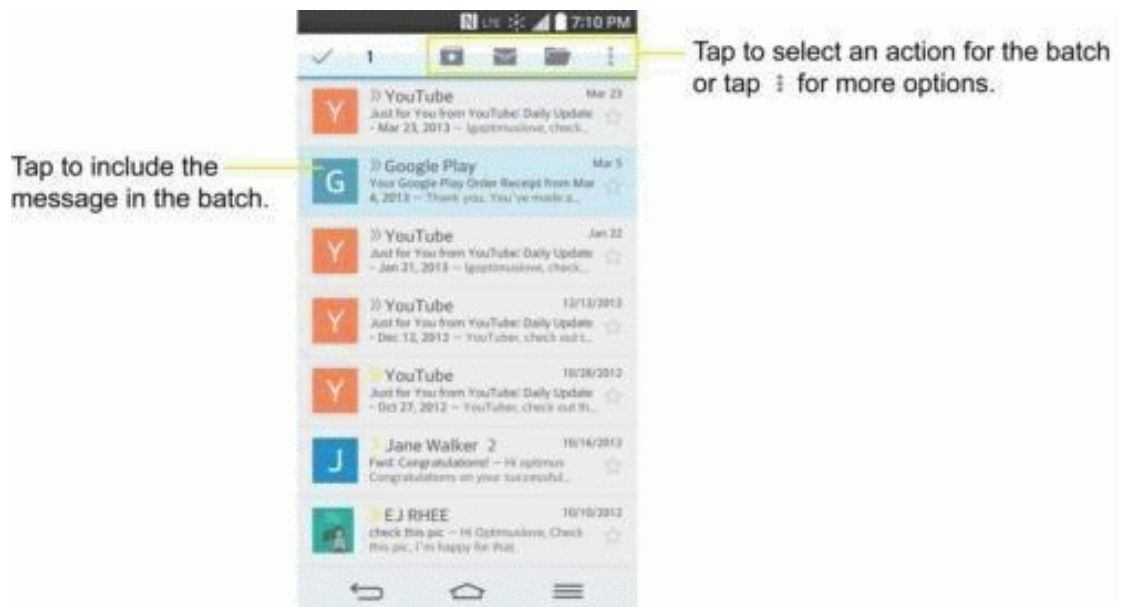 LTE 7:10 PM
1
Tap to select an action for the batch
or tap ⋮ for more options.
Y
YouTube
Mar 23
Just for You from YouTube! Daily Update
- Mar 23, 2013 – lgoptimuslove, check...
Tap to include the
message in the batch.
G
Google Play
Mar 5
Your Google Play Order Receipt from Mar
4, 2013 – Thank you. You've made a...
Y
YouTube
Jan 22
Just for You from YouTube! Daily Update
- Jan 21, 2013 – lgoptimuslove, check...
Y
YouTube
12/13/2012
Just for You from YouTube! Daily Update
- Dec 12, 2012 – YouTuber, check out t...
Y
YouTube
10/28/2012
Just for You from YouTube! Daily Update
- Oct 27, 2012 – YouTuber, check out th...
J
Jane Walker 2
10/16/2012
Fwd: Congratulations! – Hi optimus
Congratulations on your successful...
EJ RHEE
10/10/2012
check this pic – Hi Optimuslove, Check
this pic. I'm happy for that.